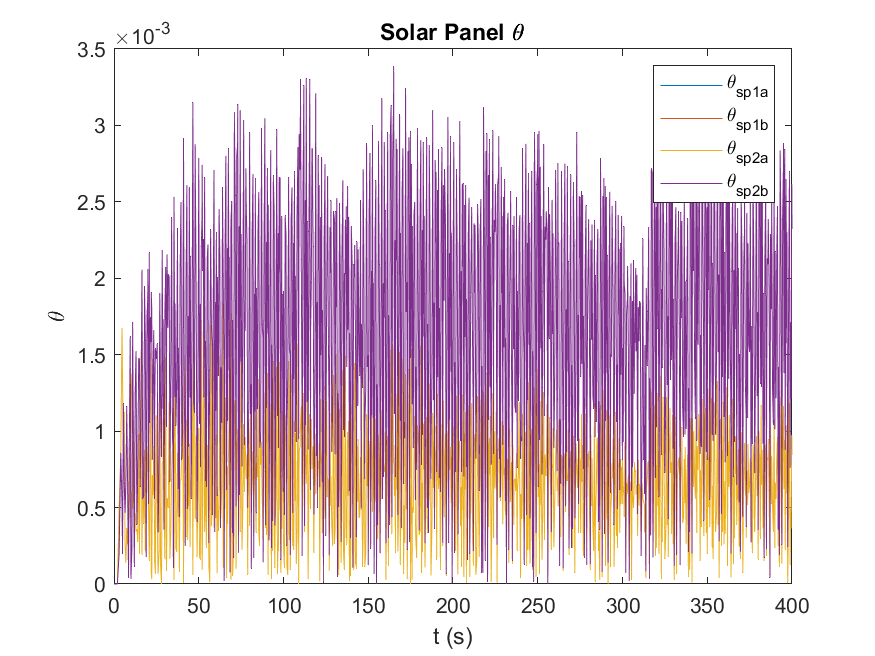 Solar Panel θ
×10-3
3.5
3
2.5
2
1.5
1
0.5
0
θ
θsp1a
θsp1b
θsp2a
θsp2b
0 50 100 150 200 250 300 350 400
t (s)